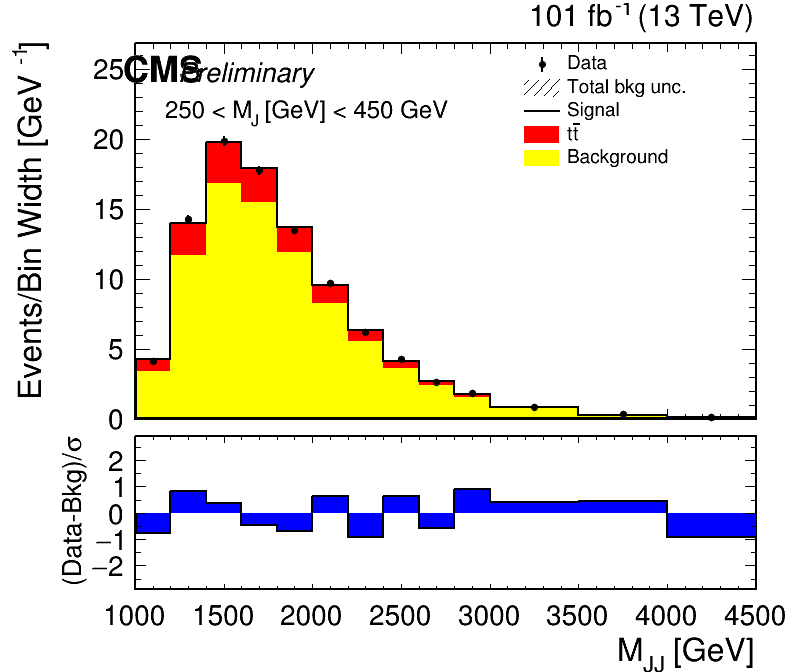 101 fb⁻¹ (13 TeV)
CMS Preliminary
250 < M_J [GeV] < 450 GeV
Data
Total bkg unc.
Signal
tt̄
Background
Events/Bin Width [GeV⁻¹]
25
20
15
10
5
0
(Data-Bkg)/σ
2
1
0
−1
−2
1000 1500 2000 2500 3000 3500 4000 4500
M_JJ [GeV]